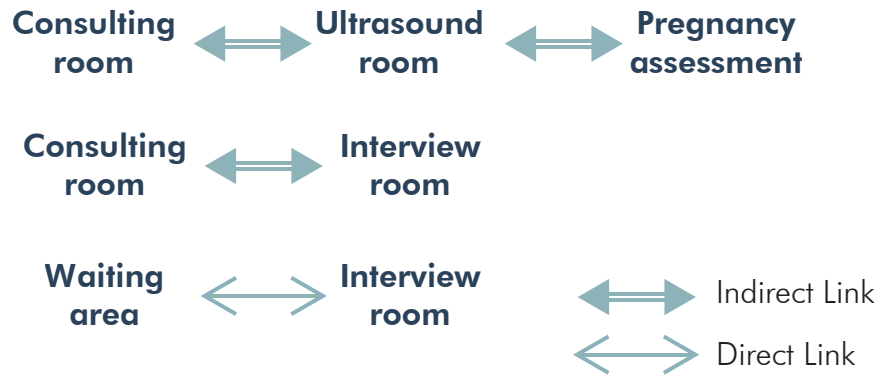 Consulting room
Ultrasound room
Pregnancy assessment
Consulting room
Interview room
Waiting area
Interview room
Indirect Link
Direct Link